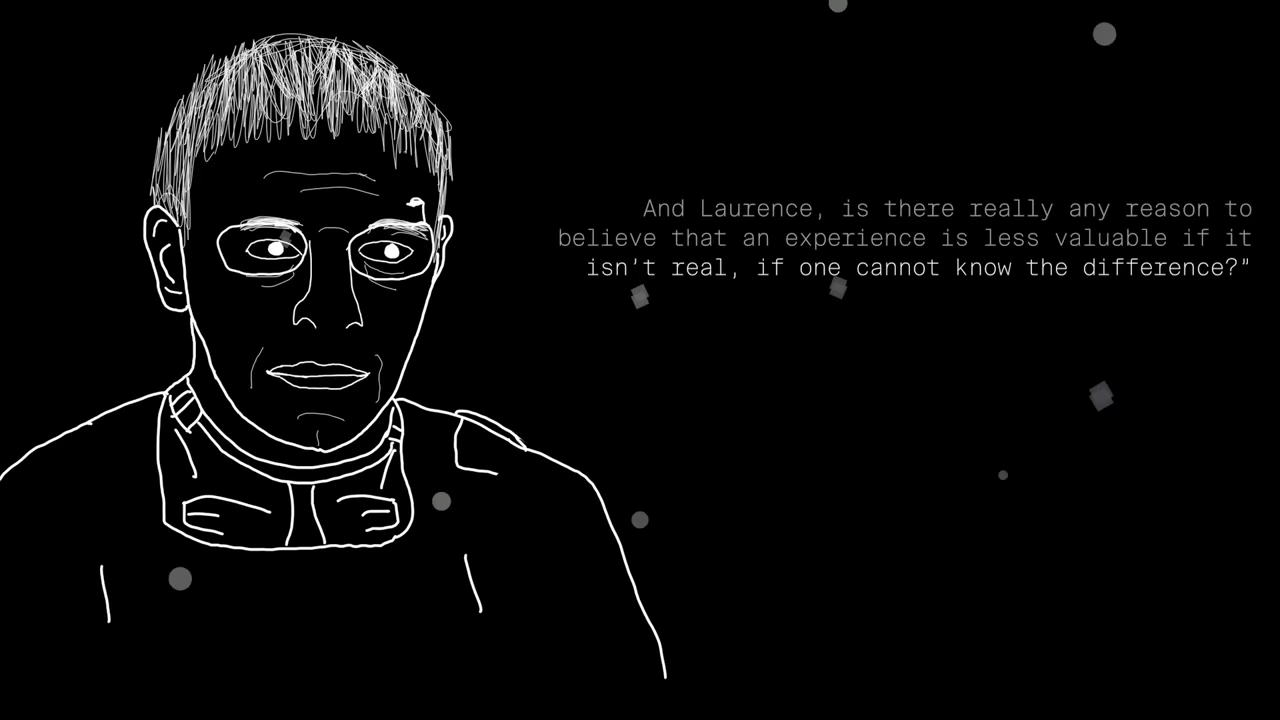 And Laurence, is there really any reason to
believe that an experience is less valuable if it
isn't real, if one cannot know the difference?"